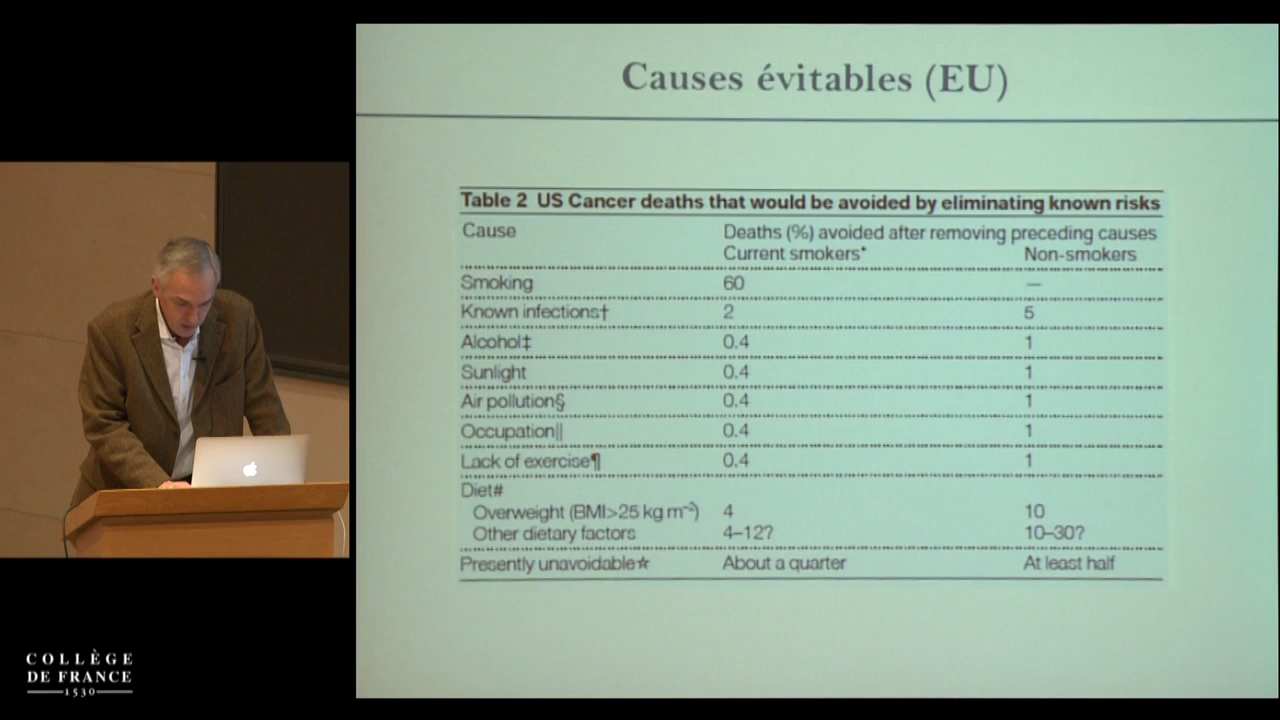 Causes évitables (EU)
Table 2 US Cancer deaths that would be avoided by eliminating known risks
Cause Deaths (%) avoided after removing preceding causes
Current smokers* Non-smokers
Smoking 60 —
Known infections† 2 5
Alcohol‡ 0.4 1
Sunlight 0.4 1
Air pollution§ 0.4 1
Occupation|| 0.4 1
Lack of exercise¶ 0.4 1
Diet#
Overweight (BMI>25 kg m⁻²) 4 10
Other dietary factors 4–12? 10–30?
Presently unavoidable☆ About a quarter At least half
COLLÈGE
DE FRANCE
1530